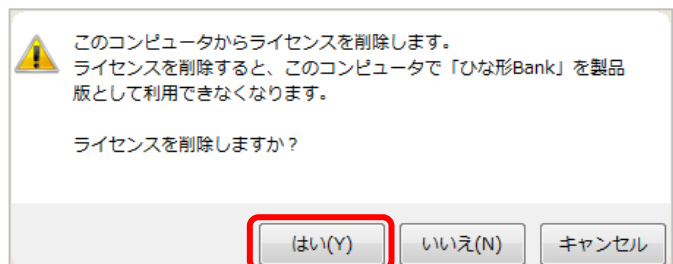 このコンピュータからライセンスを削除します。
ライセンスを削除すると、このコンピュータで「ひな形Bank」を製品
版として利用できなくなります。
ライセンスを削除しますか？
はい(Y) いいえ(N) キャンセル